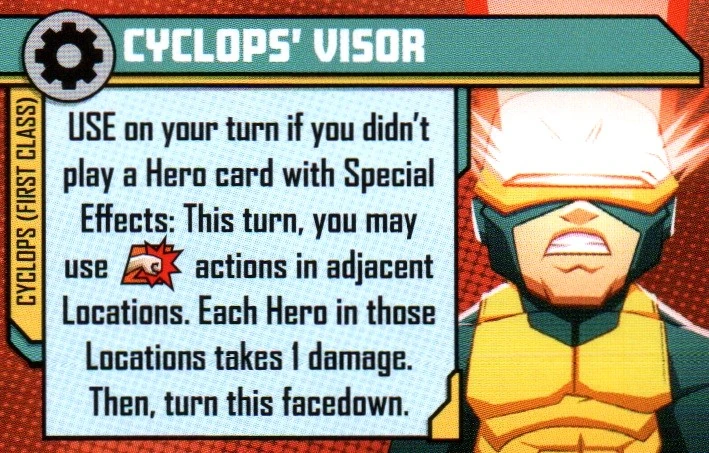 CYCLOPS' VISOR
CYCLOPS (FIRST CLASS)
USE on your turn if you didn't
play a Hero card with Special
Effects: This turn, you may
use actions in adjacent
Locations. Each Hero in those
Locations takes 1 damage.
Then, turn this facedown.